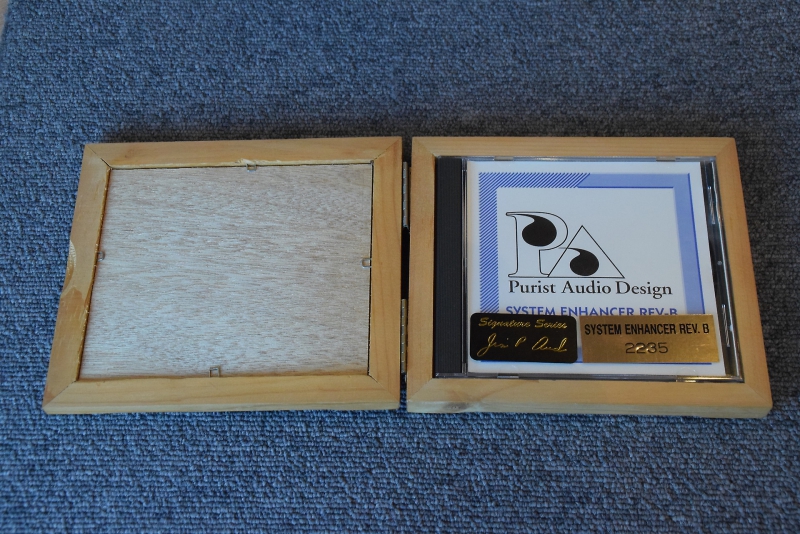 PA
Purist Audio Design
SYSTEM ENHANCER REV-B
Signature Series
SYSTEM ENHANCER REV. B
2235